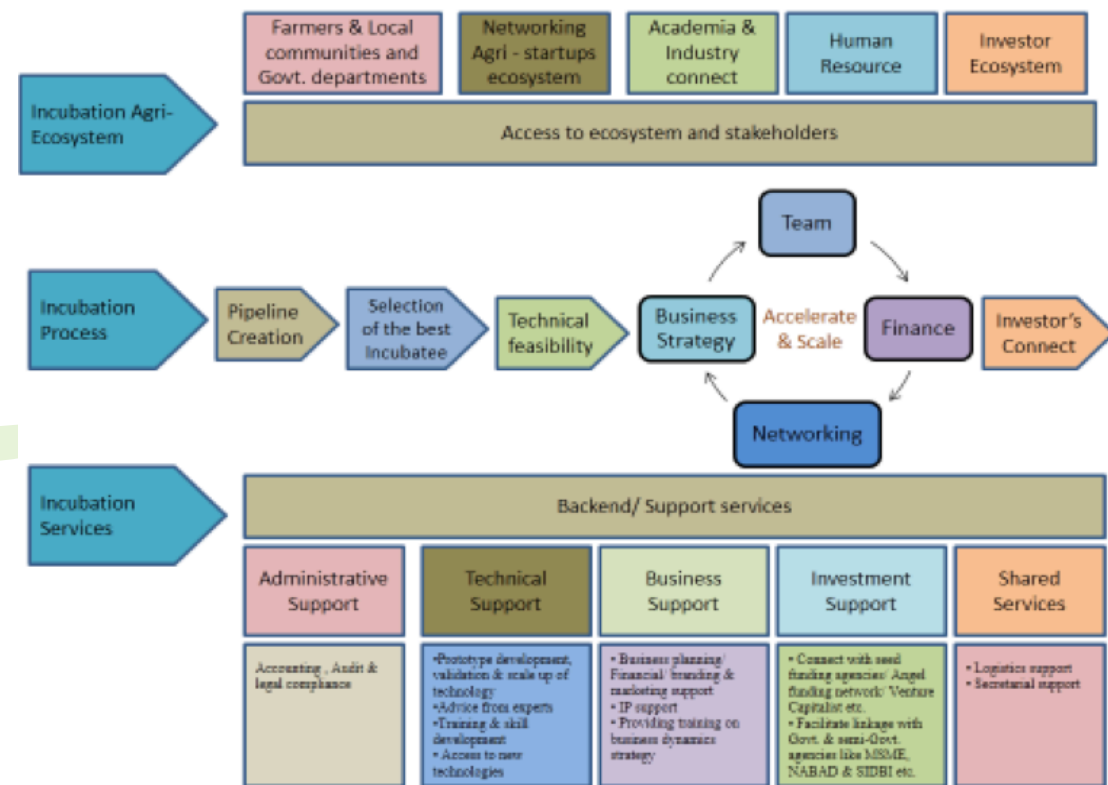 Farmers & Local
communities and
Govt. departments
Networking
Agri - startups
ecosystem
Academia &
Industry
connect
Human
Resource
Investor
Ecosystem
Incubation Agri-
Ecosystem
Access to ecosystem and stakeholders
Team
Incubation
Process
Pipeline
Creation
Selection
of the best
Incubatee
Technical
feasibility
Business
Strategy
Accelerate
& Scale
Finance
Investor's
Connect
Networking
Incubation
Services
Backend/ Support services
Administrative
Support
Technical
Support
Business
Support
Investment
Support
Shared
Services
Accounting , Audit &
legal compliance
•Prototype development,
validation & scale up of
technology
•Advice from experts
•Training & skill
development
• Access to new
technologies
• Business planning/
Financial/ branding &
marketing support
• IP support
• Providing training on
business dynamics
strategy
• Connect with seed
funding agencies/ Angel
funding network/ Venture
Capitalist etc.
• Facilitate linkage with
Govt. & semi-Govt.
agencies like MSME,
NABAD & SIDBI etc.
• Logistics support
• Secretarial support